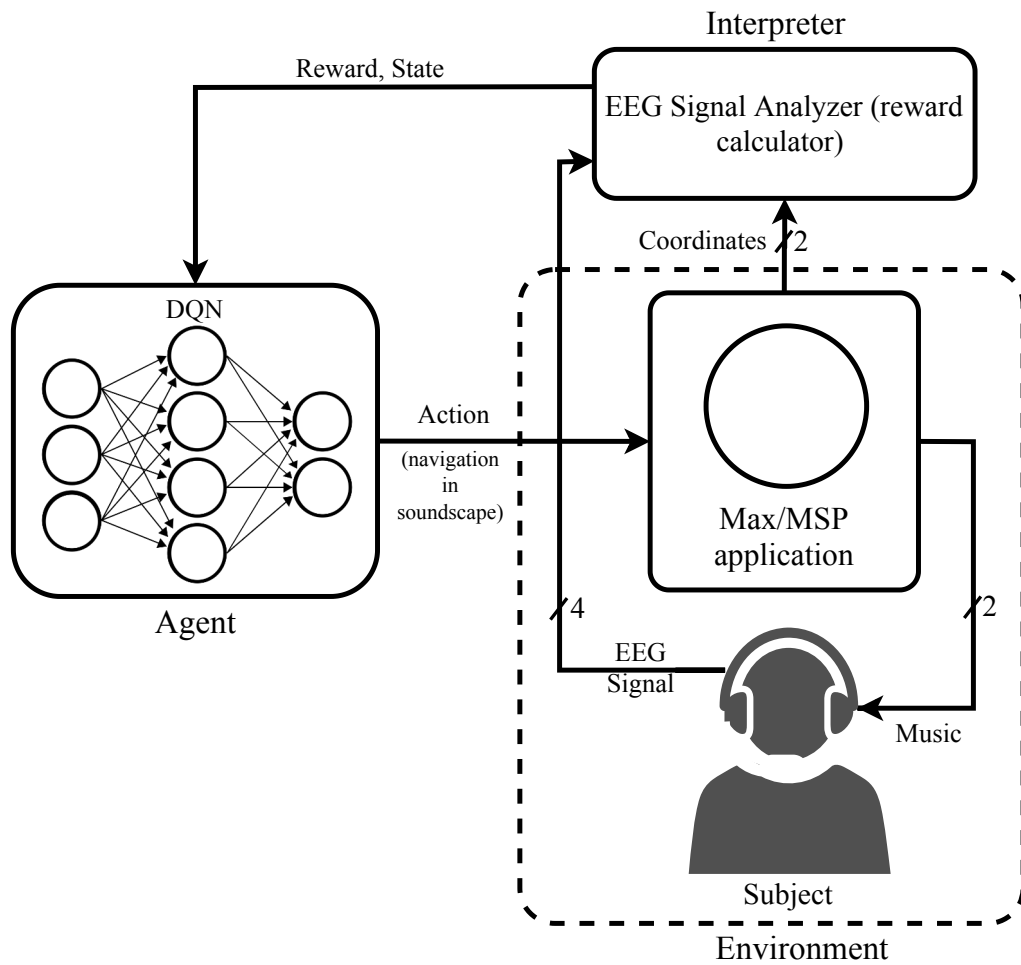 Interpreter
Reward, State
EEG Signal Analyzer (reward
calculator)
Coordinates
2
DQN
Action
(navigation
in
soundscape)
Max/MSP
application
Agent
4
2
EEG
Signal
Music
Subject
Environment